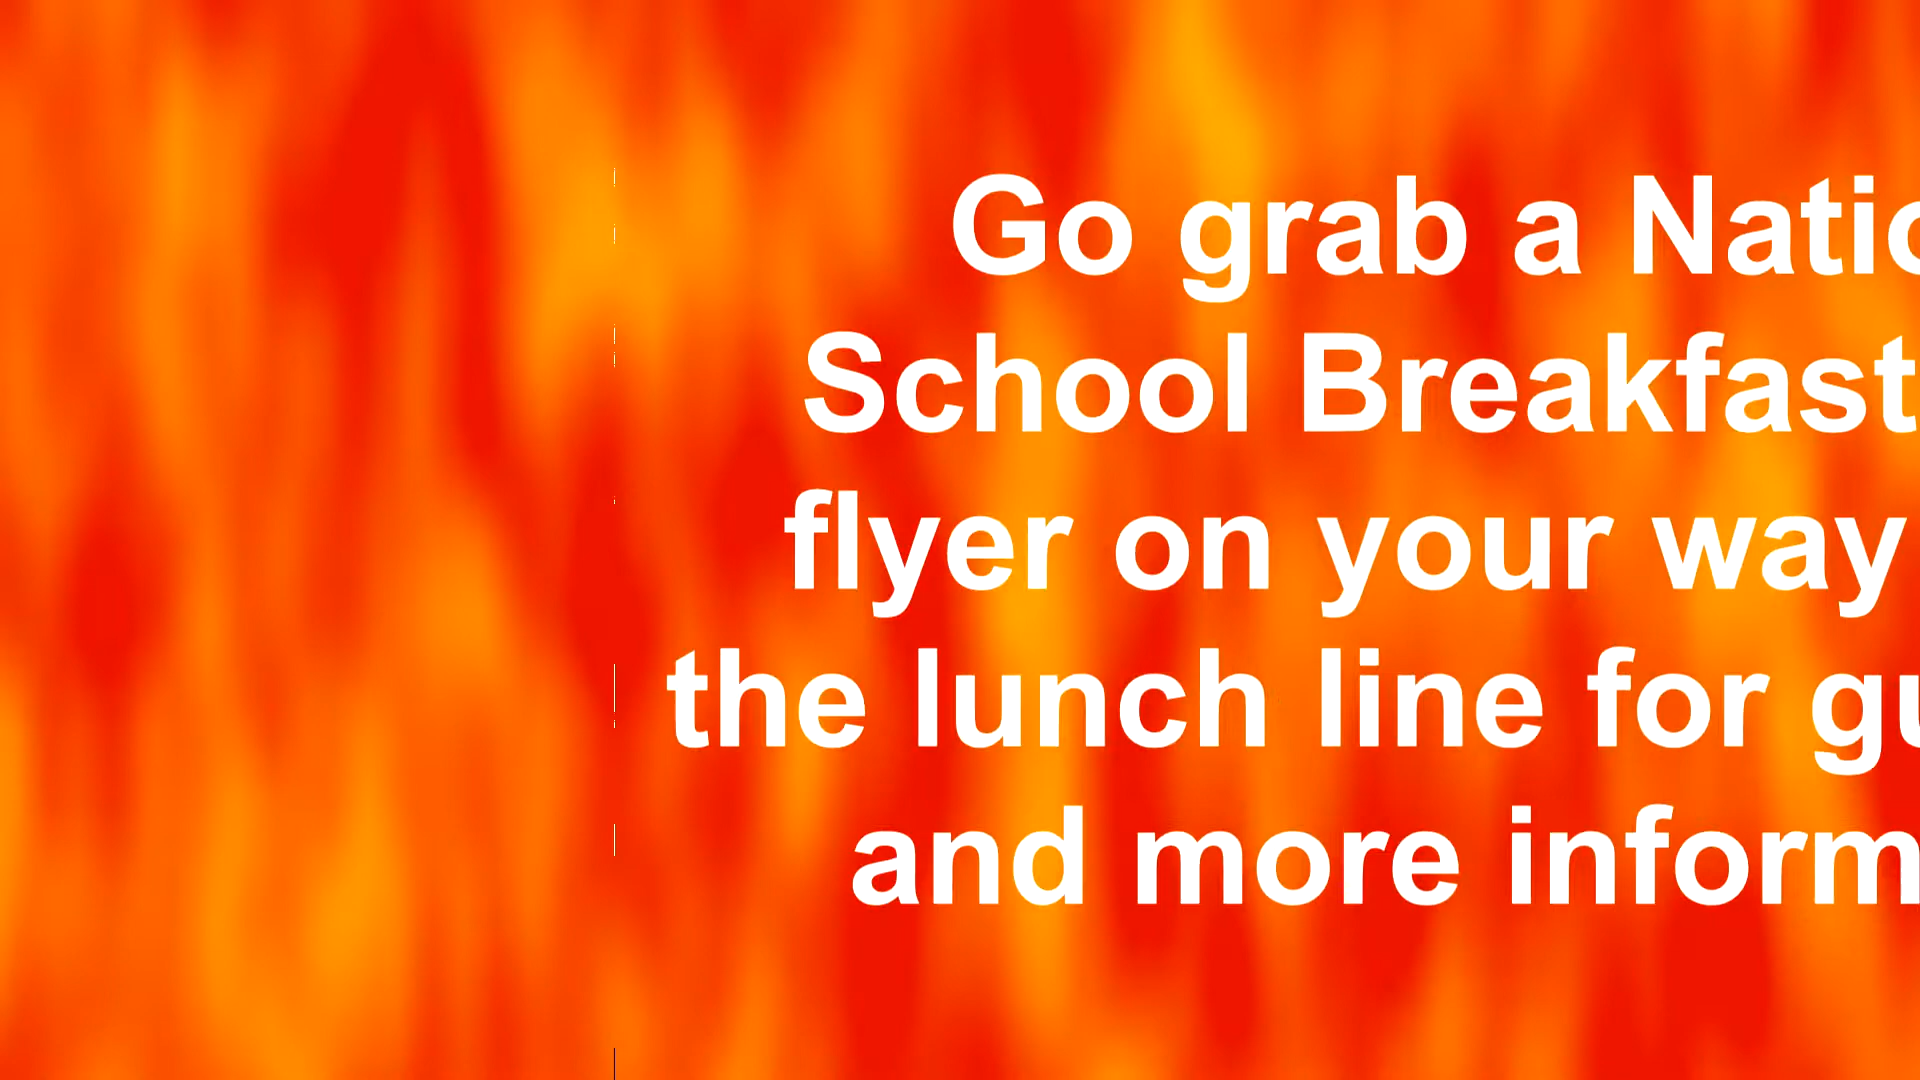 Go grab a Natio
School Breakfast
flyer on your way
the lunch line for gu
and more inform